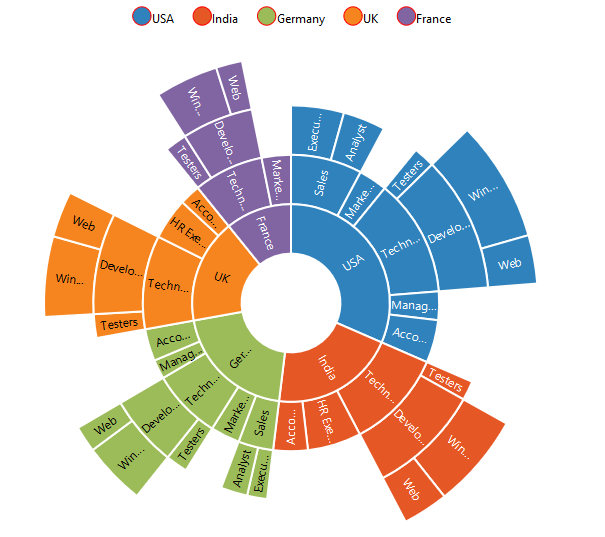 USA
India
Germany
UK
France
USA
Sales
Execu...
Analyst
Marke...
Techn...
Testers
Develo...
Win...
Web
Manag...
Acco...
India
Techn...
Testers
Develo...
Win...
Web
HR Exe...
Acco...
Ger...
Sales
Execu...
Analyst
Marke...
Techn...
Testers
Develo...
Win...
Web
Manag...
Acco...
UK
Techn...
Testers
Develo...
Win...
Web
HR Exe...
Acco...
France
Techn...
Testers
Develo...
Win...
Web
Marke...